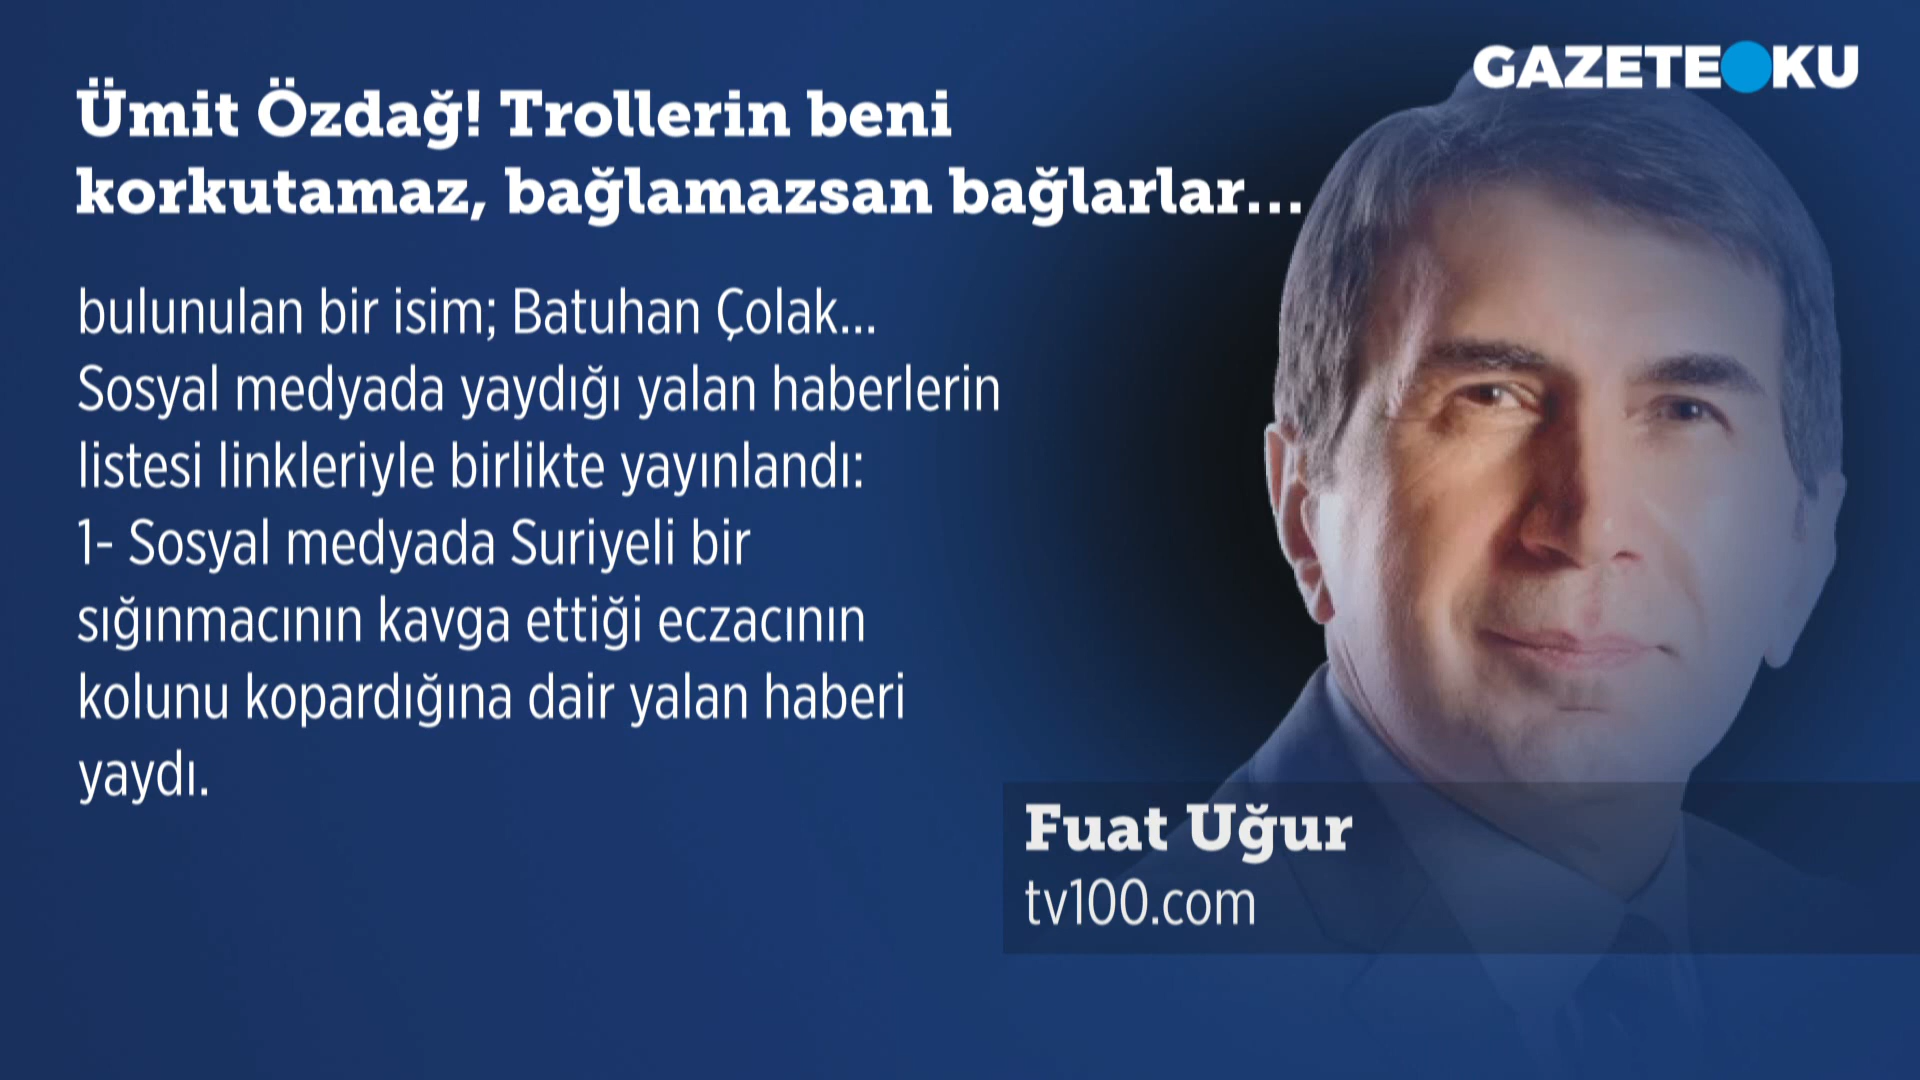 GAZETE OKU
Ümit Özdağ! Trollerin beni
korkutamaz, bağlamazsan bağlarlar...
bulunulan bir isim; Batuhan Çolak...
Sosyal medyada yaydığı yalan haberlerin
listesi linkleriyle birlikte yayınlandı:
1- Sosyal medyada Suriyeli bir
sığınmacının kavga ettiği eczacının
kolunu kopardığına dair yalan haberi
yaydı.
Fuat Uğur
tv100.com